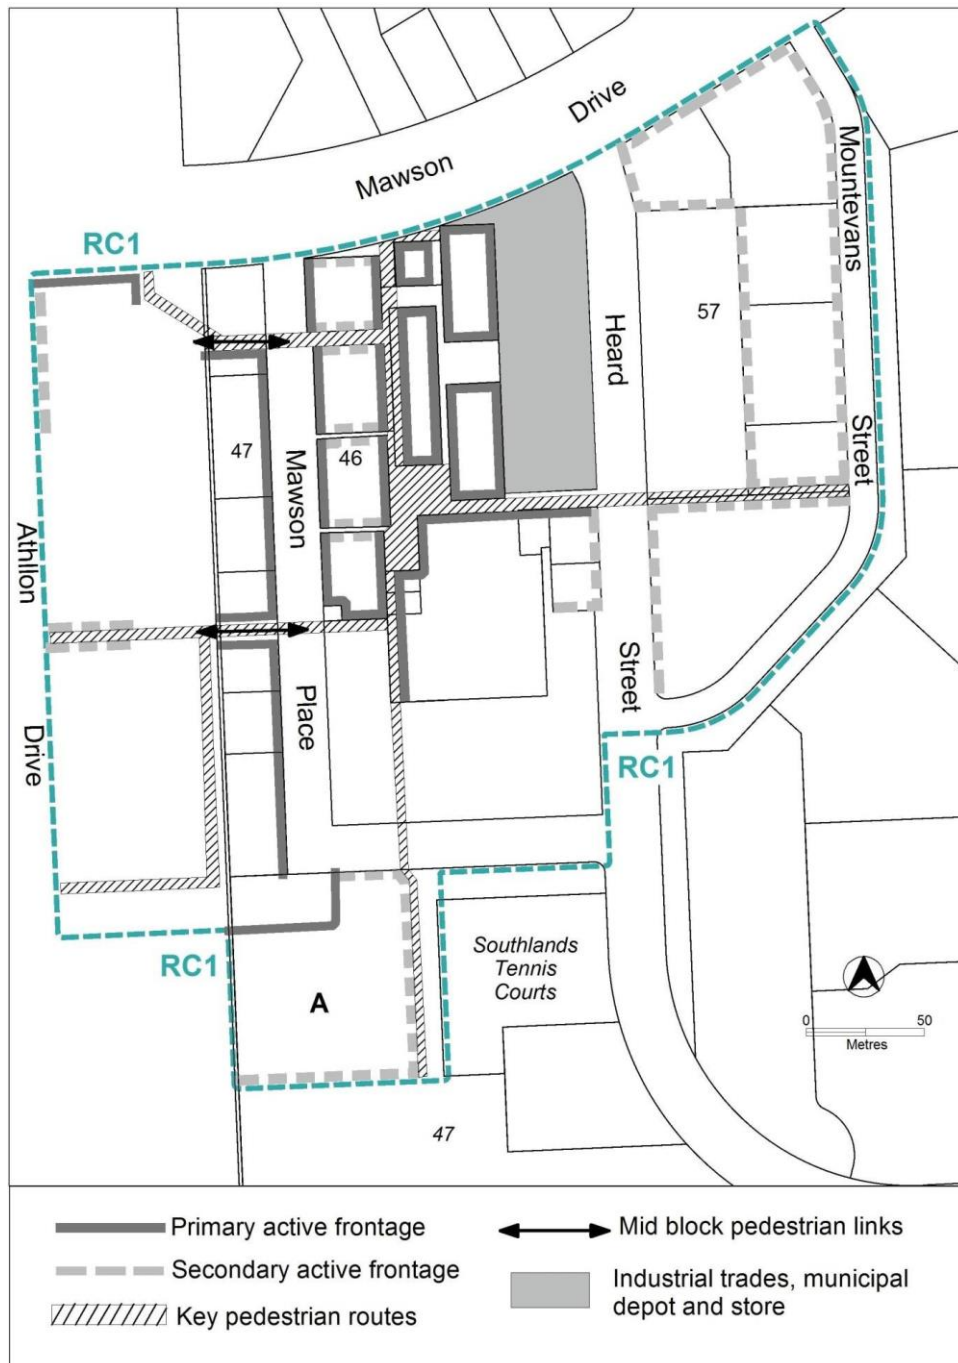 Drive
Mawson
Mountevans
RC1
57
Heard
47
46
Mawson
Street
Athllon
Street
Place
Drive
RC1
Southlands
Tennis
Courts
RC1
A
0 50
Metres
47
Primary active frontage
Mid block pedestrian links
Secondary active frontage
Industrial trades, municipal
depot and store
Key pedestrian routes